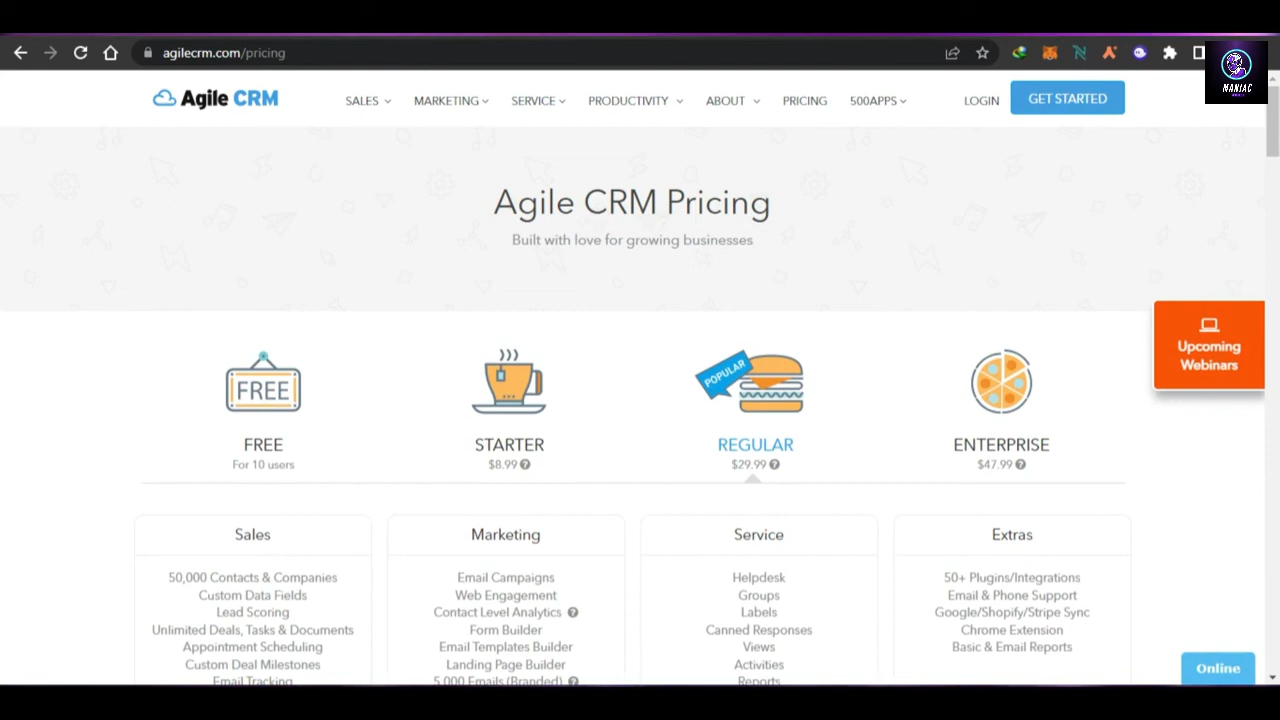 agilecrm.com/pricing
MANIAC
Agile CRM
SALES
MARKETING
SERVICE
PRODUCTIVITY
ABOUT
PRICING
500APPS
LOGIN
GET STARTED
Agile CRM Pricing
Built with love for growing businesses
Upcoming
Webinars
FREE
POPULAR
FREE
For 10 users
STARTER
$8.99
REGULAR
$29.99
ENTERPRISE
$47.99
Sales
50,000 Contacts & Companies
Custom Data Fields
Lead Scoring
Unlimited Deals, Tasks & Documents
Appointment Scheduling
Custom Deal Milestones
Email Tracking
Marketing
Email Campaigns
Web Engagement
Contact Level Analytics
Form Builder
Email Templates Builder
Landing Page Builder
5,000 Emails (Branded)
Service
Helpdesk
Groups
Labels
Canned Responses
Views
Activities
Reports
Extras
50+ Plugins/Integrations
Email & Phone Support
Google/Shopify/Stripe Sync
Chrome Extension
Basic & Email Reports
Online